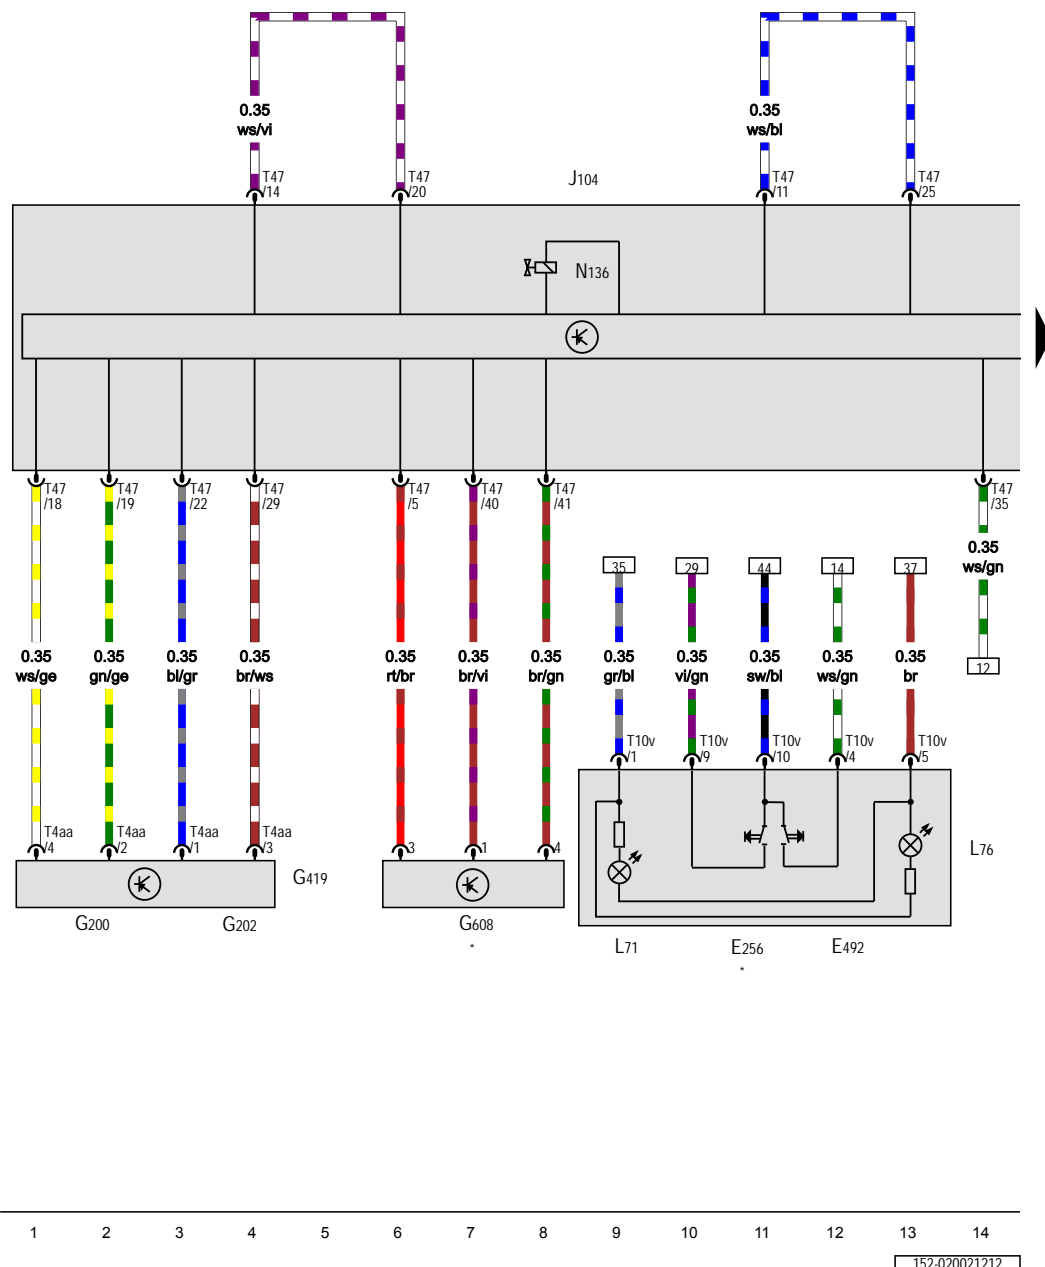 0.35
ws/vi
0.35
ws/bl
T47
/14
T47
/20
J104
T47
/11
T47
/25
N136
T47
/18
T47
/19
T47
/22
T47
/29
T47
/5
T47
/40
T47
/41
T47
/35
0.35
ws/gn
35
29
44
14
37
12
0.35
ws/ge
0.35
gn/ge
0.35
bl/gr
0.35
br/ws
0.35
rt/br
0.35
br/vi
0.35
br/gn
0.35
gr/bl
0.35
vi/gn
0.35
sw/bl
0.35
ws/gn
0.35
br
T10v
/1
T10v
/9
T10v
/10
T10v
/4
T10v
/5
T4aa
/4
T4aa
/2
T4aa
/1
T4aa
/3
3
1
4
L76
G419
G200
G202
G608
*
L71
E256
*
E492
1 2 3 4 5 6 7 8 9 10 11 12 13 14
152-020021212